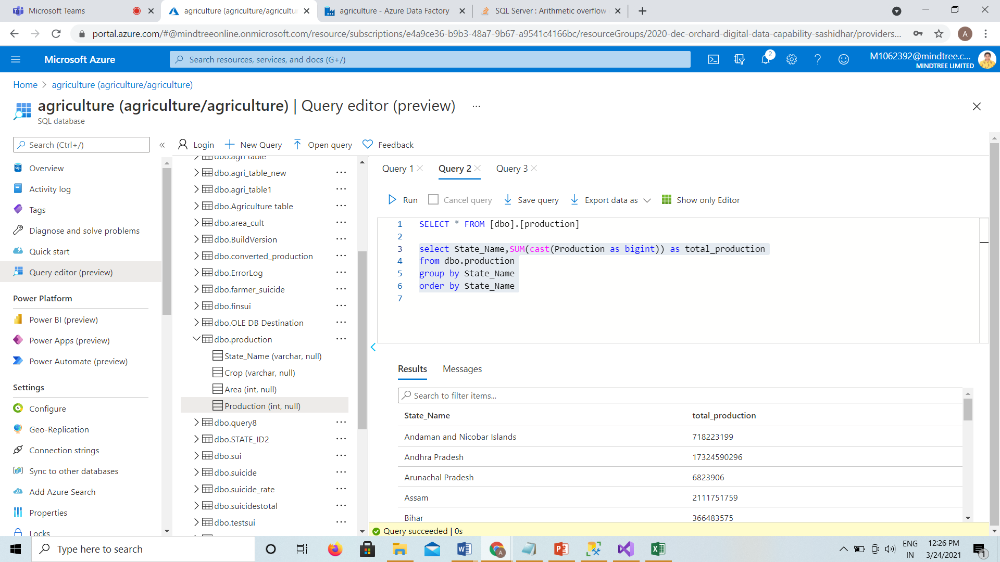 Microsoft Teams
agriculture (agriculture/agricultur
agriculture - Azure Data Factory
SQL Server : Arithmetic overflow
portal.azure.com/#@mindtreeonline.onmicrosoft.com/resource/subscriptions/e4a9ce36-b9b3-48a7-9b67-a9541c4166bc/resourceGroups/2020-dec-orchard-digital-data-capability-sashidhar/providers...
A
Microsoft Azure
Search resources, services, and docs (G+/)
2
M1062392@mindtree.c...
MINDTREE LIMITED
Home > agriculture (agriculture/agriculture)
agriculture (agriculture/agriculture) | Query editor (preview) ...
SQL database
Search (Ctrl+/)
Overview
Activity log
Tags
Diagnose and solve problems
Quick start
Query editor (preview)
Power Platform
Power BI (preview)
Power Apps (preview)
Power Automate (preview)
Settings
Configure
Geo-Replication
Connection strings
Sync to other databases
Add Azure Search
Properties
Locks
Login
New Query
Open query
Feedback
dbo.agri table
dbo.agri_table_new
dbo.agri_table1
dbo.Agriculture table
dbo.area_cult
dbo.BuildVersion
dbo.converted_production
dbo.ErrorLog
dbo.farmer_suicide
dbo.finsui
dbo.OLE DB Destination
dbo.production
State_Name (varchar, null)
Crop (varchar, null)
Area (int, null)
Production (int, null)
dbo.query8
dbo.STATE_ID2
dbo.sui
dbo.suicide
dbo.suicide_rate
dbo.suicidestotal
dbo.testsui
Query 1
Query 2
Query 3
Run
Cancel query
Save query
Export data as
Show only Editor
1 SELECT * FROM [dbo].[production]
2
3 select State_Name,SUM(cast(Production as bigint)) as total_production
4 from dbo.production
5 group by State_Name
6 order by State_Name
7
Results
Messages
Search to filter items...
State_Name total_production
Andaman and Nicobar Islands 718223199
Andhra Pradesh 17324590296
Arunachal Pradesh 6823906
Assam 2111751759
Bihar 366483575
Query succeeded | 0s
Type here to search
ENG
IN
12:26 PM
3/24/2021
1